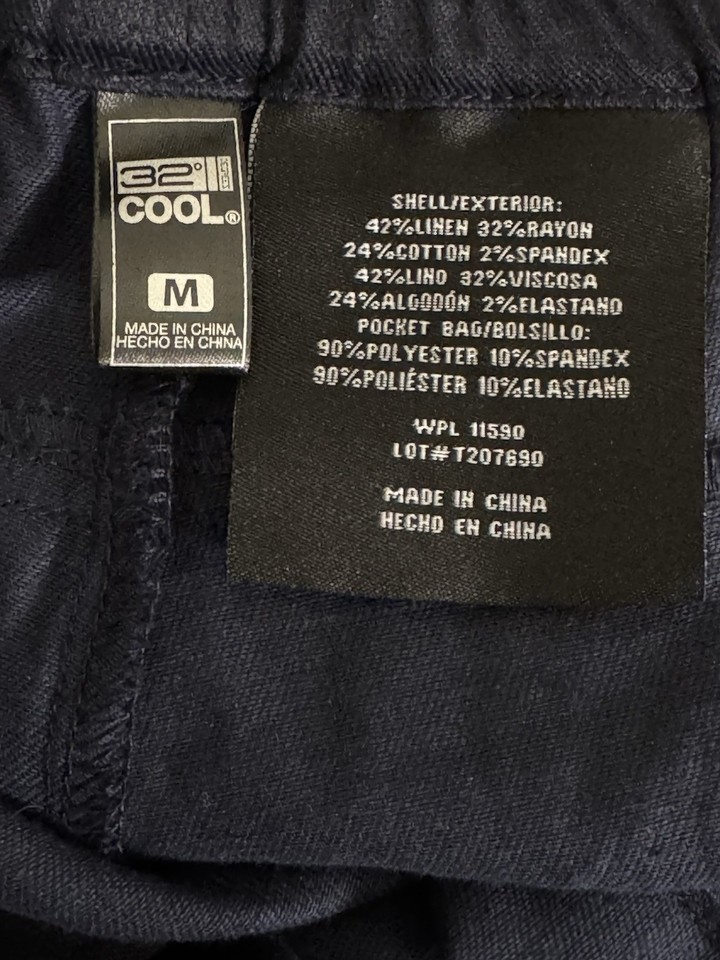 32°
COOL®
M
MADE IN CHINA
HECHO EN CHINA
SHELL/EXTERIOR:
42%LINEN 32%RAYON
24%COTTON 2%SPANDEX
42%LINO 32%VISCOSA
24%ALGODÓN 2%ELASTANO
POCKET BAG/BOLSILLO:
90%POLYESTER 10%SPANDEX
90%POLIÉSTER 10%ELASTANO
WPL 11590
LOT#T207690
MADE IN CHINA
HECHO EN CHINA